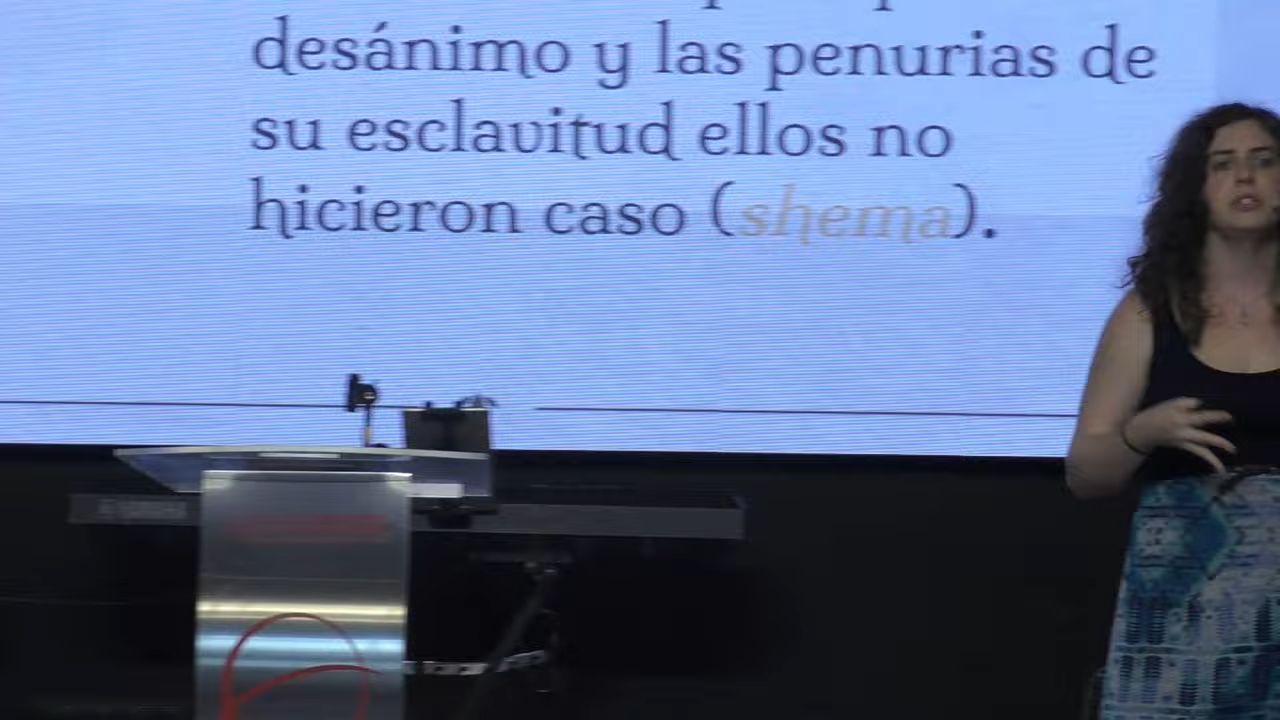 desánimo y las penurias de
su esclavitud ellos no
hicieron caso (shema).